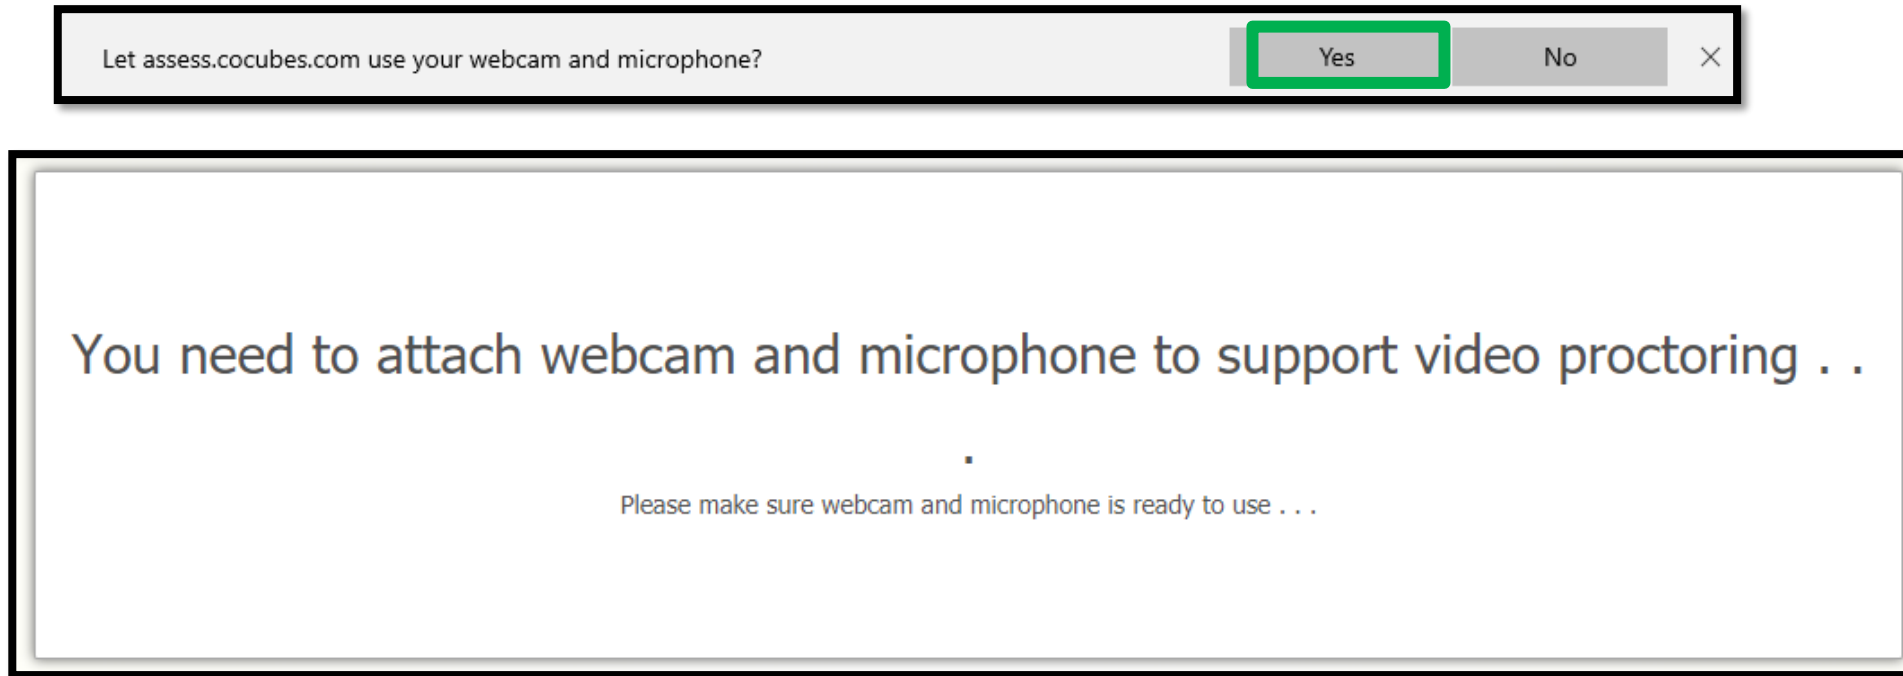 Let assess.cocubes.com use your webcam and microphone? Yes No
You need to attach webcam and microphone to support video proctoring . .
.
Please make sure webcam and microphone is ready to use . . .